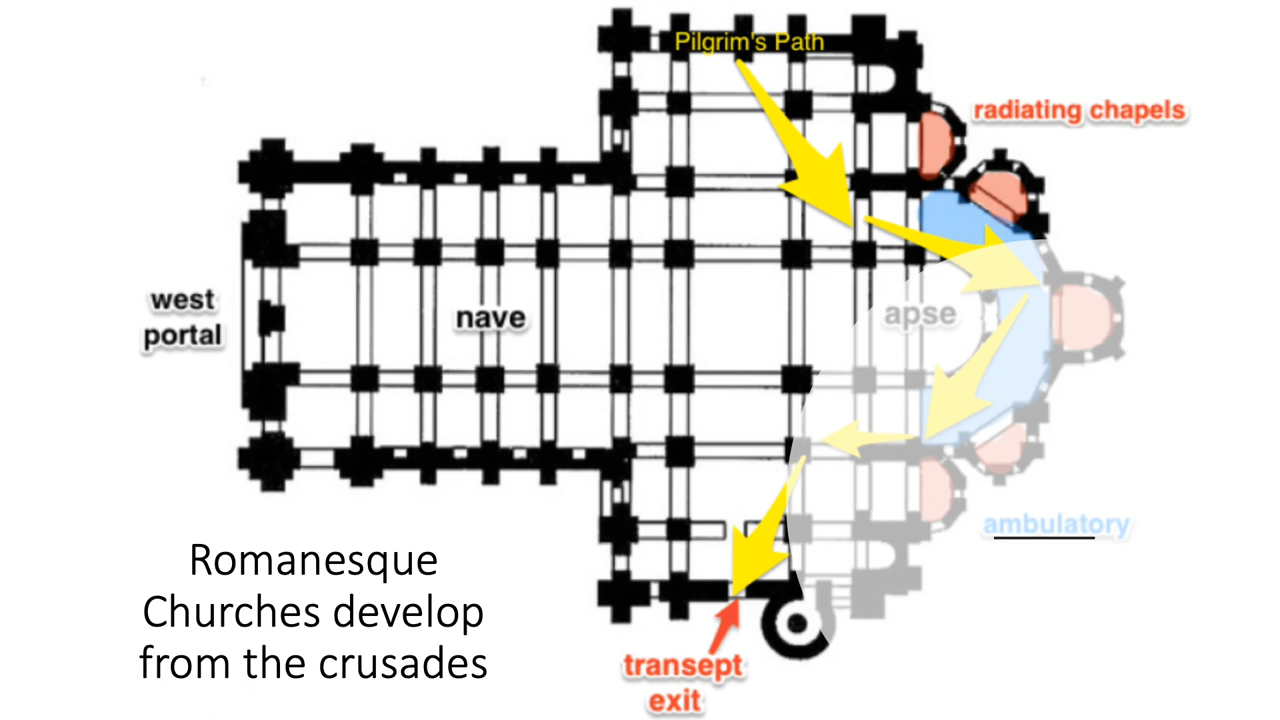 Pilgrim's Path
radiating chapels
west
portal
nave
apse
ambulatory
Romanesque
Churches develop
from the crusades
transept
exit